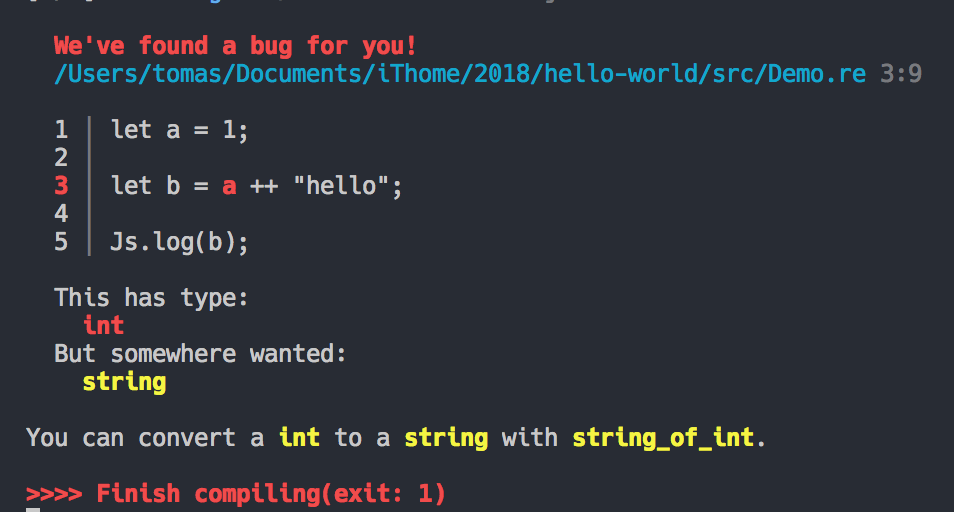 We've found a bug for you!
/Users/tomas/Documents/iThome/2018/hello-world/src/Demo.re 3:9
1 │ let a = 1;
2 │
3 │ let b = a ++ "hello";
4 │
5 │ Js.log(b);
This has type:
int
But somewhere wanted:
string
You can convert a int to a string with string_of_int.
>>>> Finish compiling(exit: 1)